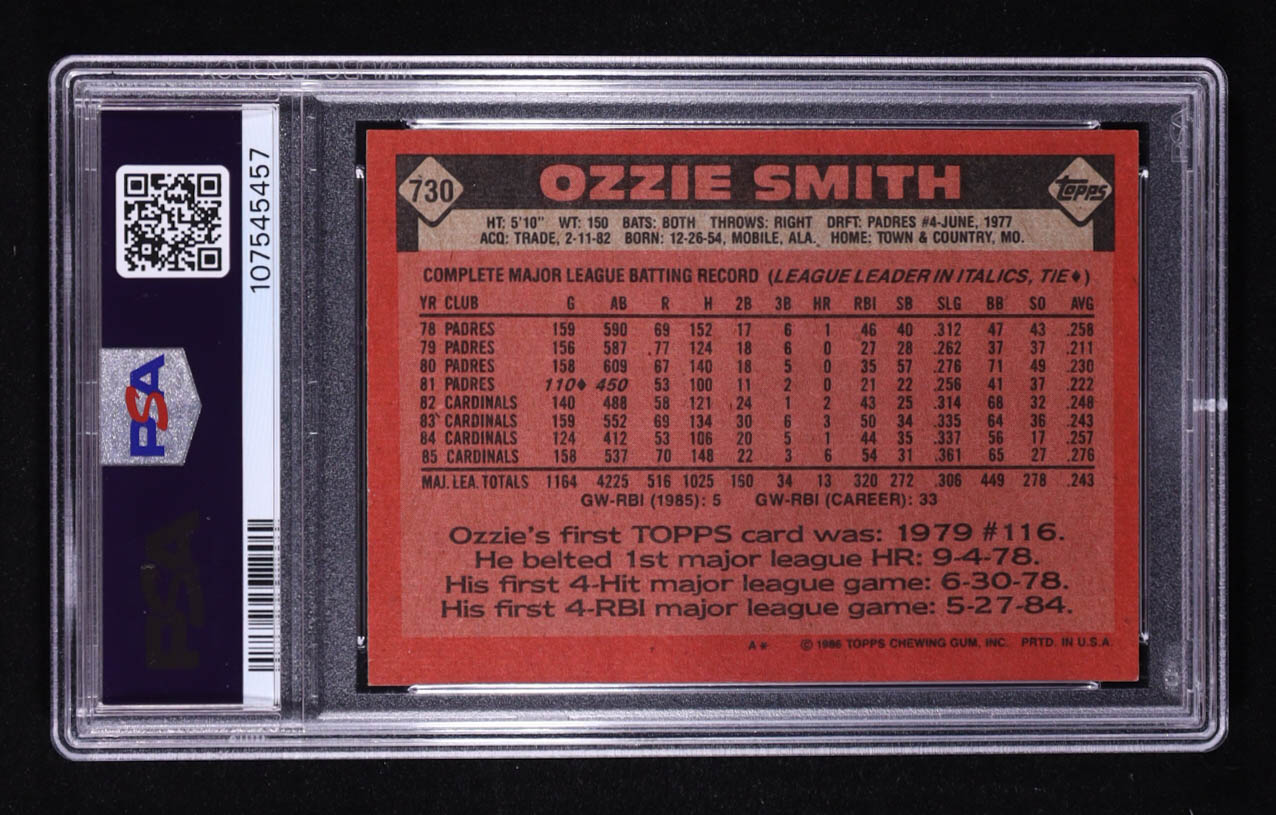 107545457
PSA
PSA
730 OZZIE SMITH Topps
HT: 5'10" WT: 150 BATS: BOTH THROWS: RIGHT DRFT: PADRES #4-JUNE, 1977
ACQ: TRADE, 2-11-82 BORN: 12-26-54, MOBILE, ALA. HOME: TOWN & COUNTRY, MO.
COMPLETE MAJOR LEAGUE BATTING RECORD (LEAGUE LEADER IN ITALICS, TIE♦)
YR CLUB G AB R H 2B 3B HR RBI SB SLG BB SO AVG
78 PADRES 159 590 69 152 17 6 1 46 40 .312 47 43 .258
79 PADRES 156 587 77 124 18 6 0 27 28 .262 37 37 .211
80 PADRES 158 609 67 140 18 5 0 35 57 .276 71 49 .230
81 PADRES 110♦ 450 53 100 11 2 0 21 22 .256 41 37 .222
82 CARDINALS 140 488 58 121 24 1 2 43 25 .314 68 32 .248
83 CARDINALS 159 552 69 134 30 6 3 50 34 .335 64 36 .243
84 CARDINALS 124 412 53 106 20 5 1 44 35 .337 56 17 .257
85 CARDINALS 158 537 70 148 22 3 6 54 31 .361 65 27 .276
MAJ. LEA. TOTALS 1164 4225 516 1025 160 34 13 320 272 .306 449 278 .243
GW-RBI (1985): 5 GW-RBI (CAREER): 33
Ozzie's first TOPPS card was: 1979 #116.
He belted 1st major league HR: 9-4-78.
His first 4-Hit major league game: 6-30-78.
His first 4-RBI major league game: 5-27-84.
A* © 1986 TOPPS CHEWING GUM, INC. PRTD. IN U.S.A.